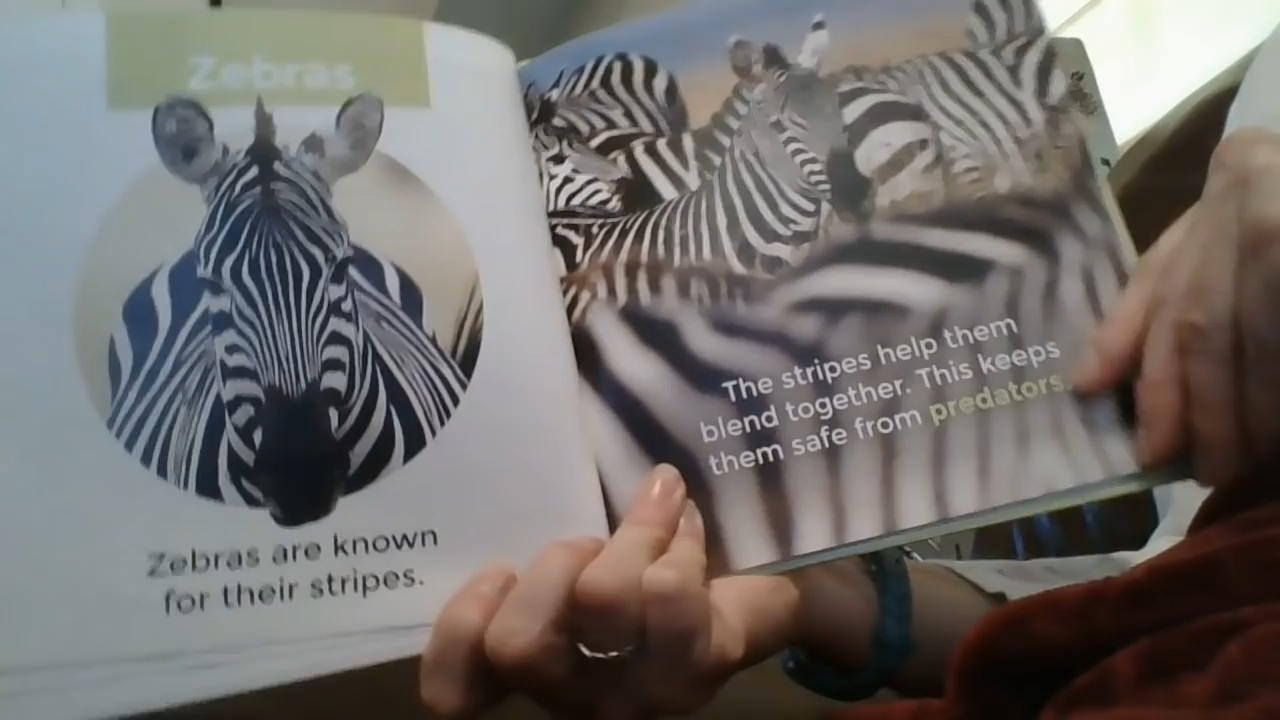 Zebras
Zebras are known
for their stripes.
The stripes help them
blend together. This keeps
them safe from predators.